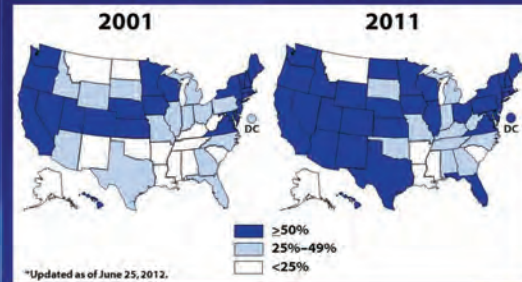 2001 2011
DC DC
≥50%
25%–49%
<25%
*Updated as of June 25, 2012.